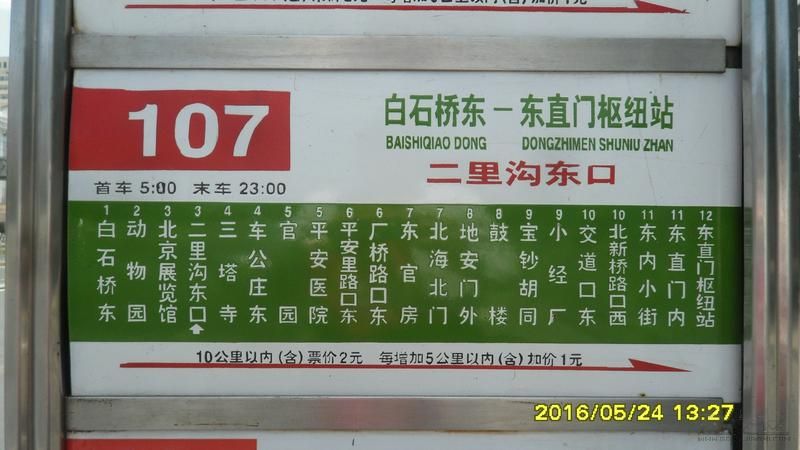 107
白石桥东－东直门枢纽站
BAISHIQIAO DONG DONGZHIMEN SHUNIU ZHAN
二里沟东口
首车 5:00 末车 23:00
1 白石桥东
2 动物园
3 北京展览馆
3 二里沟东口
4 三塔寺
4 车公庄东
5 官园
5 平安医院
6 平安里路口东
6 厂桥路口东
7 东官房
7 北海北门
8 地安门外
8 鼓楼
9 宝钞胡同
9 小经厂
10 交道口东
10 北新桥路口西
11 东内小街
11 东直门内
12 东直门枢纽站
10公里以内(含)票价2元 每增加5公里以内(含)加价1元
2016/05/24 13:27